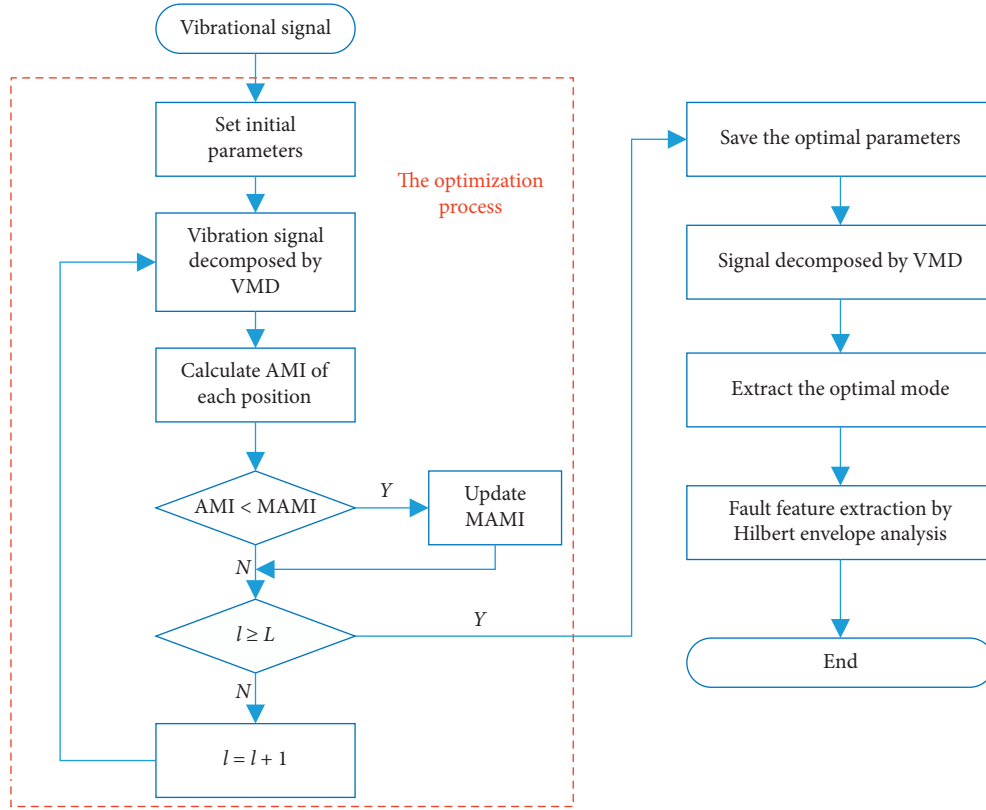 Vibrational signal
Set initial
parameters
The optimization
process
Vibration signal
decomposed by
VMD
Calculate AMI of
each position
AMI < MAMI
Y
Update
MAMI
N
l ≥ L
Y
N
l = l + 1
Save the optimal parameters
Signal decomposed by VMD
Extract the optimal mode
Fault feature extraction by
Hilbert envelope analysis
End